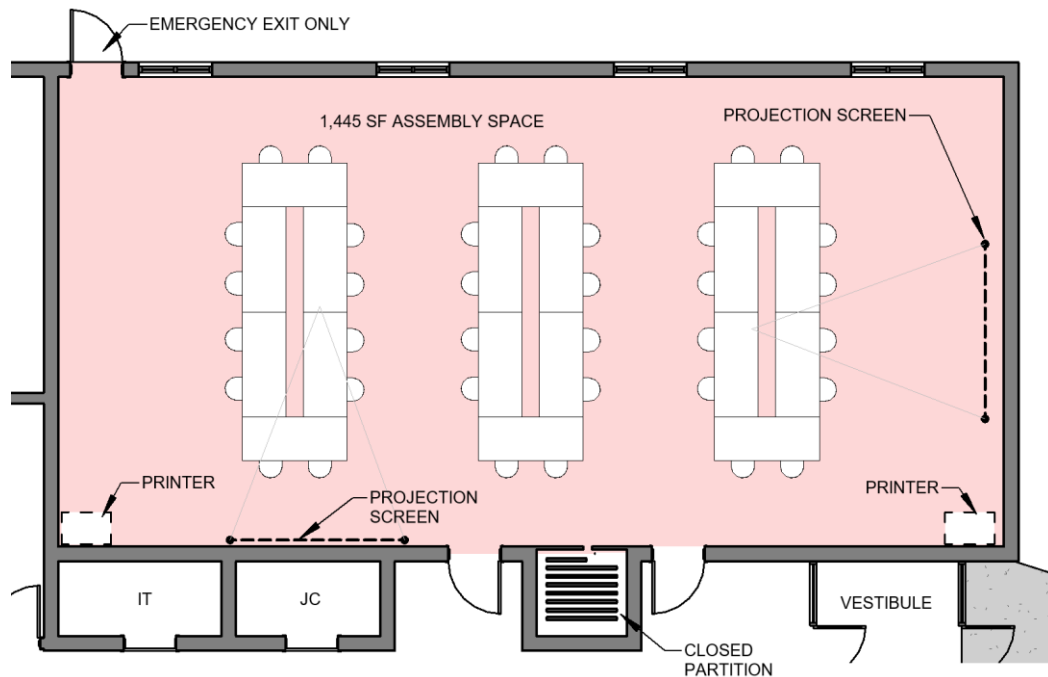 EMERGENCY EXIT ONLY
1,445 SF ASSEMBLY SPACE
PROJECTION SCREEN
PRINTER
PROJECTION
SCREEN
PRINTER
IT
JC
VESTIBULE
CLOSED
PARTITION